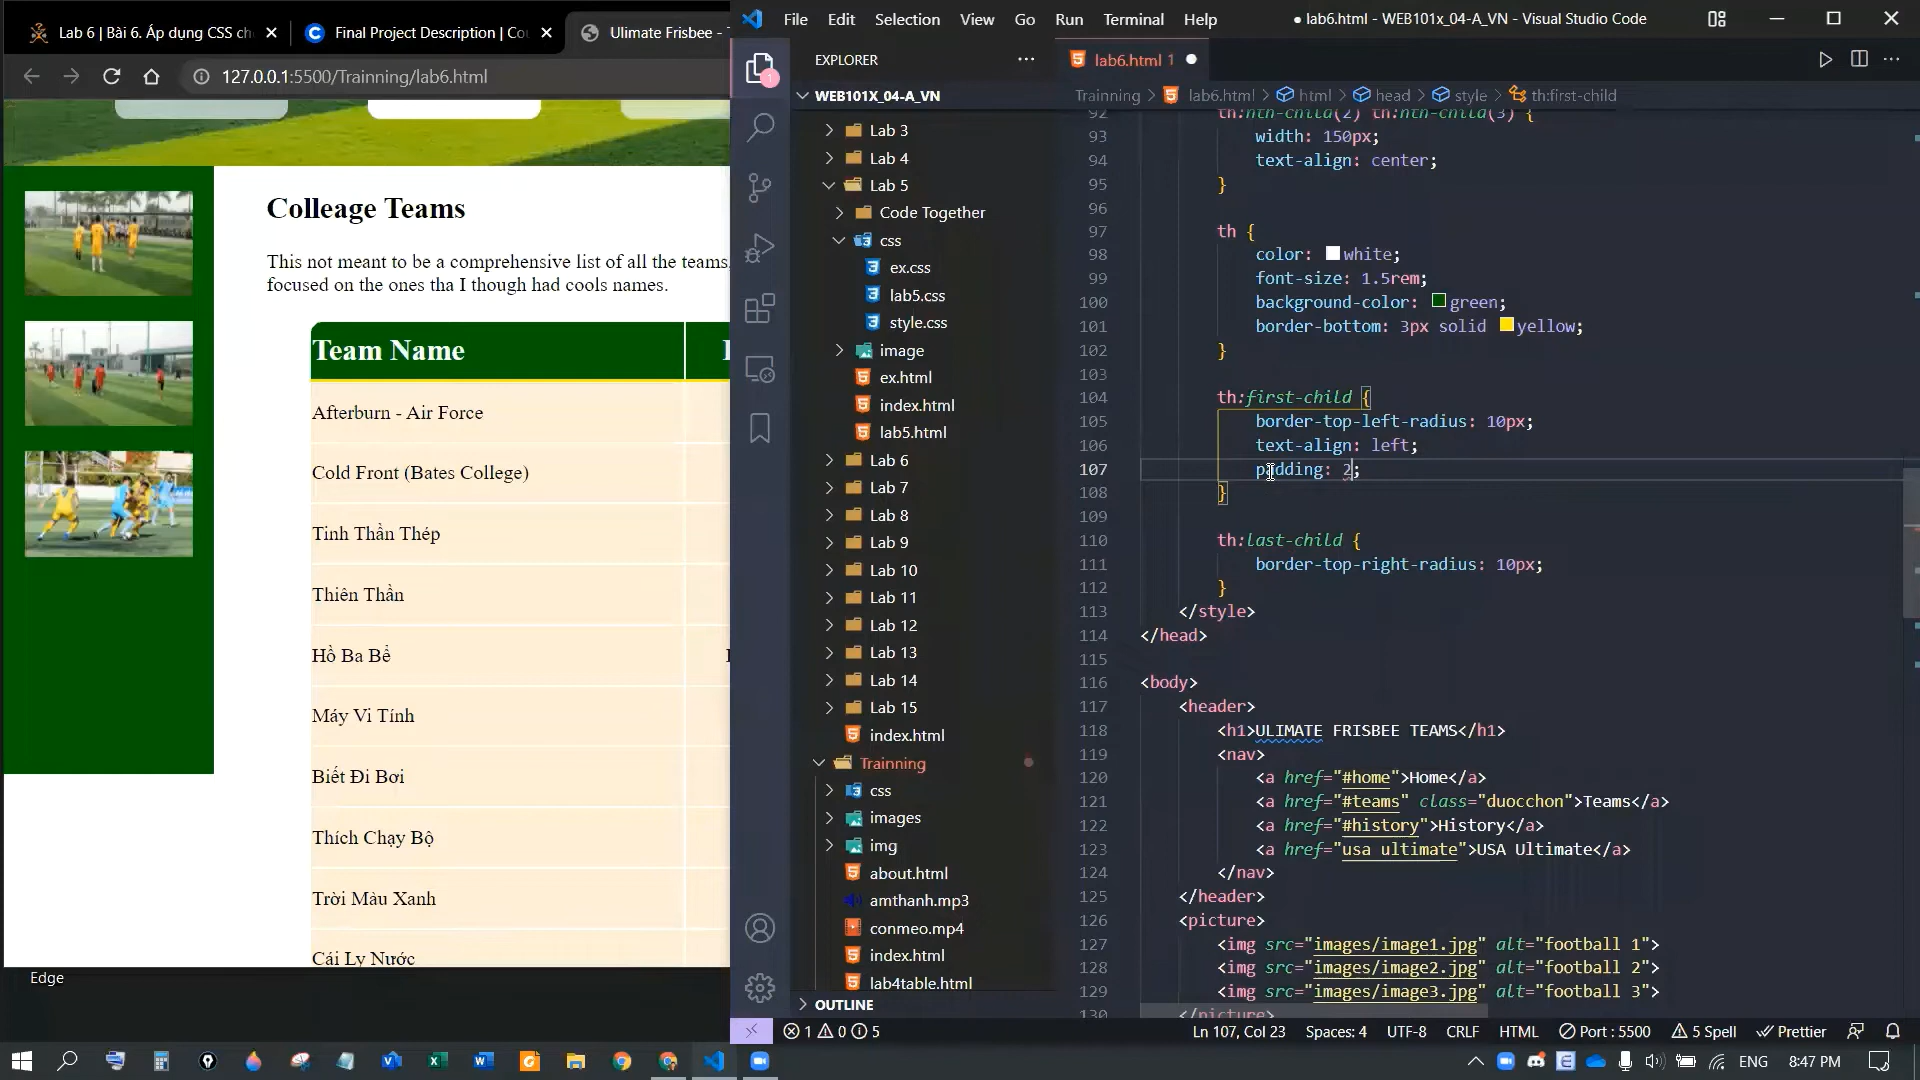 Lab 6 | Bài 6. Áp dụng CSS ch
Final Project Description | Cou
Ulimate Frisbee -
127.0.0.1:5500/Trainning/lab6.html
Colleage Teams
This not meant to be a comprehensive list of all the teams,
focused on the ones tha I though had cools names.
Team Name
Afterburn - Air Force
Cold Front (Bates College)
Tinh Thần Thép
Thiên Thần
Hồ Ba Bể
Máy Vi Tính
Biết Đi Bơi
Thích Chạy Bộ
Trời Màu Xanh
Cái Ly Nước
Edge
File Edit Selection View Go Run Terminal Help
● lab6.html - WEB101x_04-A_VN - Visual Studio Code
1
EXPLORER
WEB101X_04-A_VN
Lab 3
Lab 4
Lab 5
Code Together
css
ex.css
lab5.css
style.css
image
ex.html
index.html
lab5.html
Lab 6
Lab 7
Lab 8
Lab 9
Lab 10
Lab 11
Lab 12
Lab 13
Lab 14
Lab 15
index.html
Trainning
css
images
img
about.html
amthanh.mp3
conmeo.mp4
index.html
lab4table.html
OUTLINE
lab6.html 1
Trainning > lab6.html > html > head > style > th:first-child
92 th:nth-child(2) th:nth-child(3) {
93 width: 150px;
94 text-align: center;
95 }
96
97 th {
98 color: white;
99 font-size: 1.5rem;
100 background-color: green;
101 border-bottom: 3px solid yellow;
102 }
103
104 th:first-child {
105 border-top-left-radius: 10px;
106 text-align: left;
107 padding: 2;
108 }
109
110 th:last-child {
111 border-top-right-radius: 10px;
112 }
113 </style>
114 </head>
115
116 <body>
117 <header>
118 <h1>ULIMATE FRISBEE TEAMS</h1>
119 <nav>
120 <a href="#home">Home</a>
121 <a href="#teams" class="duocchon">Teams</a>
122 <a href="#history">History</a>
123 <a href="usa ultimate">USA Ultimate</a>
124 </nav>
125 </header>
126 <picture>
127 <img src="images/image1.jpg" alt="football 1">
128 <img src="images/image2.jpg" alt="football 2">
129 <img src="images/image3.jpg" alt="football 3">
130 </picture>
1 0 5
Ln 107, Col 23 Spaces: 4 UTF-8 CRLF HTML Port : 5500 5 Spell Prettier
ENG 8:47 PM